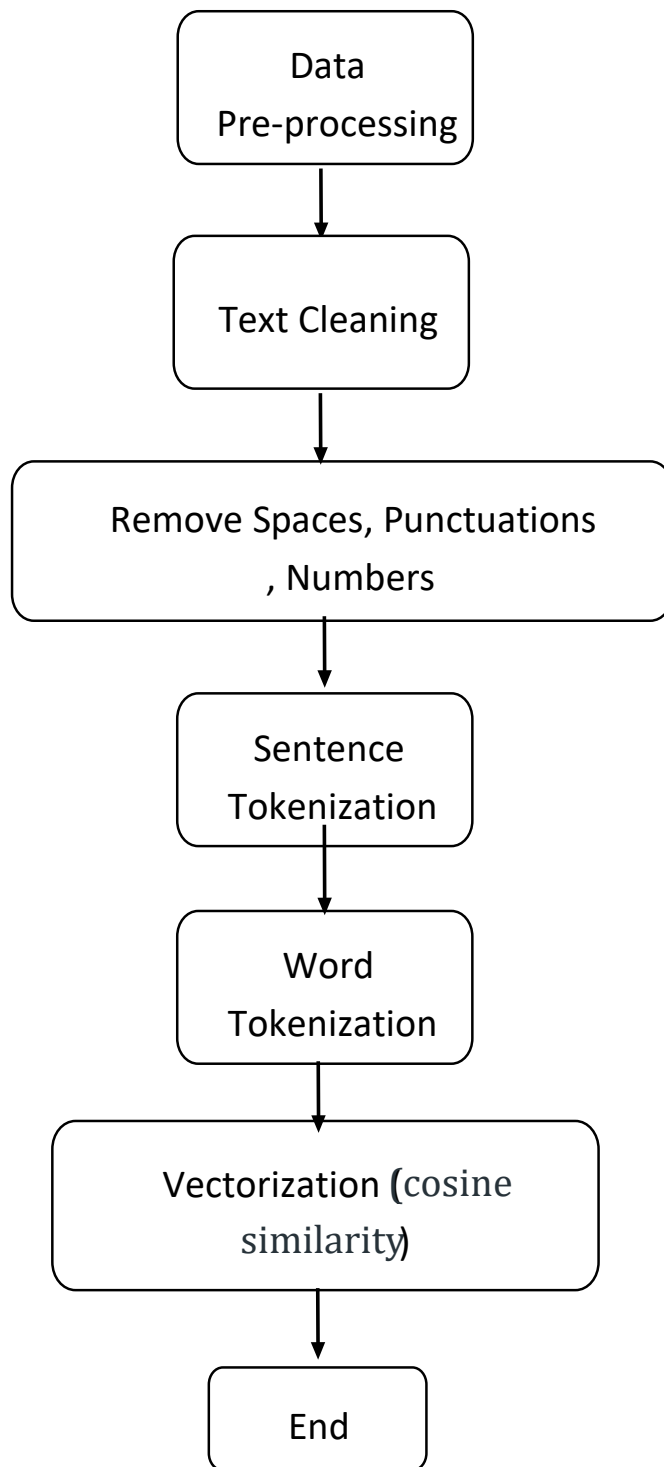 Data
Pre-processing
Text Cleaning
Remove Spaces, Punctuations
, Numbers
Sentence
Tokenization
Word
Tokenization
Vectorization (cosine
similarity)
End